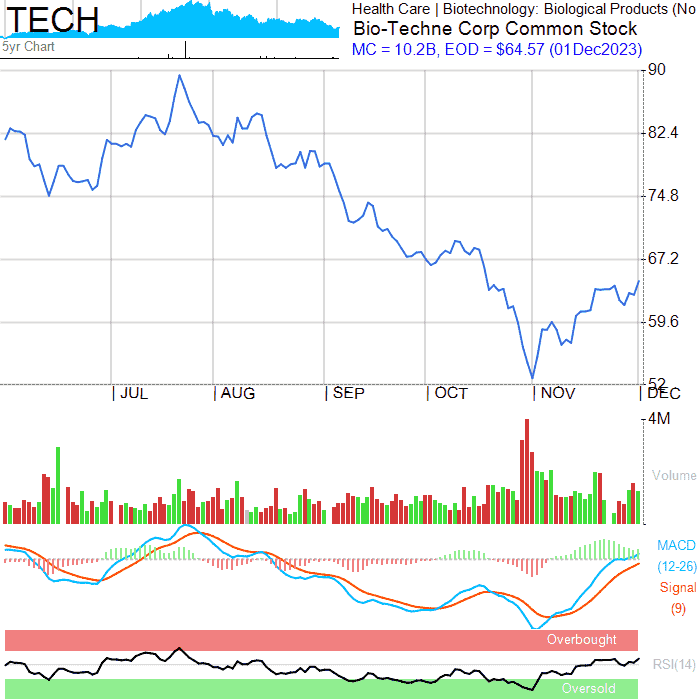 TECH
5yr Chart
Health Care | Biotechnology: Biological Products (No
Bio-Techne Corp Common Stock
MC = 10.2B, EOD = $64.57 (01Dec2023)
90
82.4
74.8
67.2
59.6
52
| JUL | AUG | SEP | OCT | NOV | DEC
4M
Volume
MACD
(12-26)
Signal
(9)
Overbought
RSI(14)
Oversold